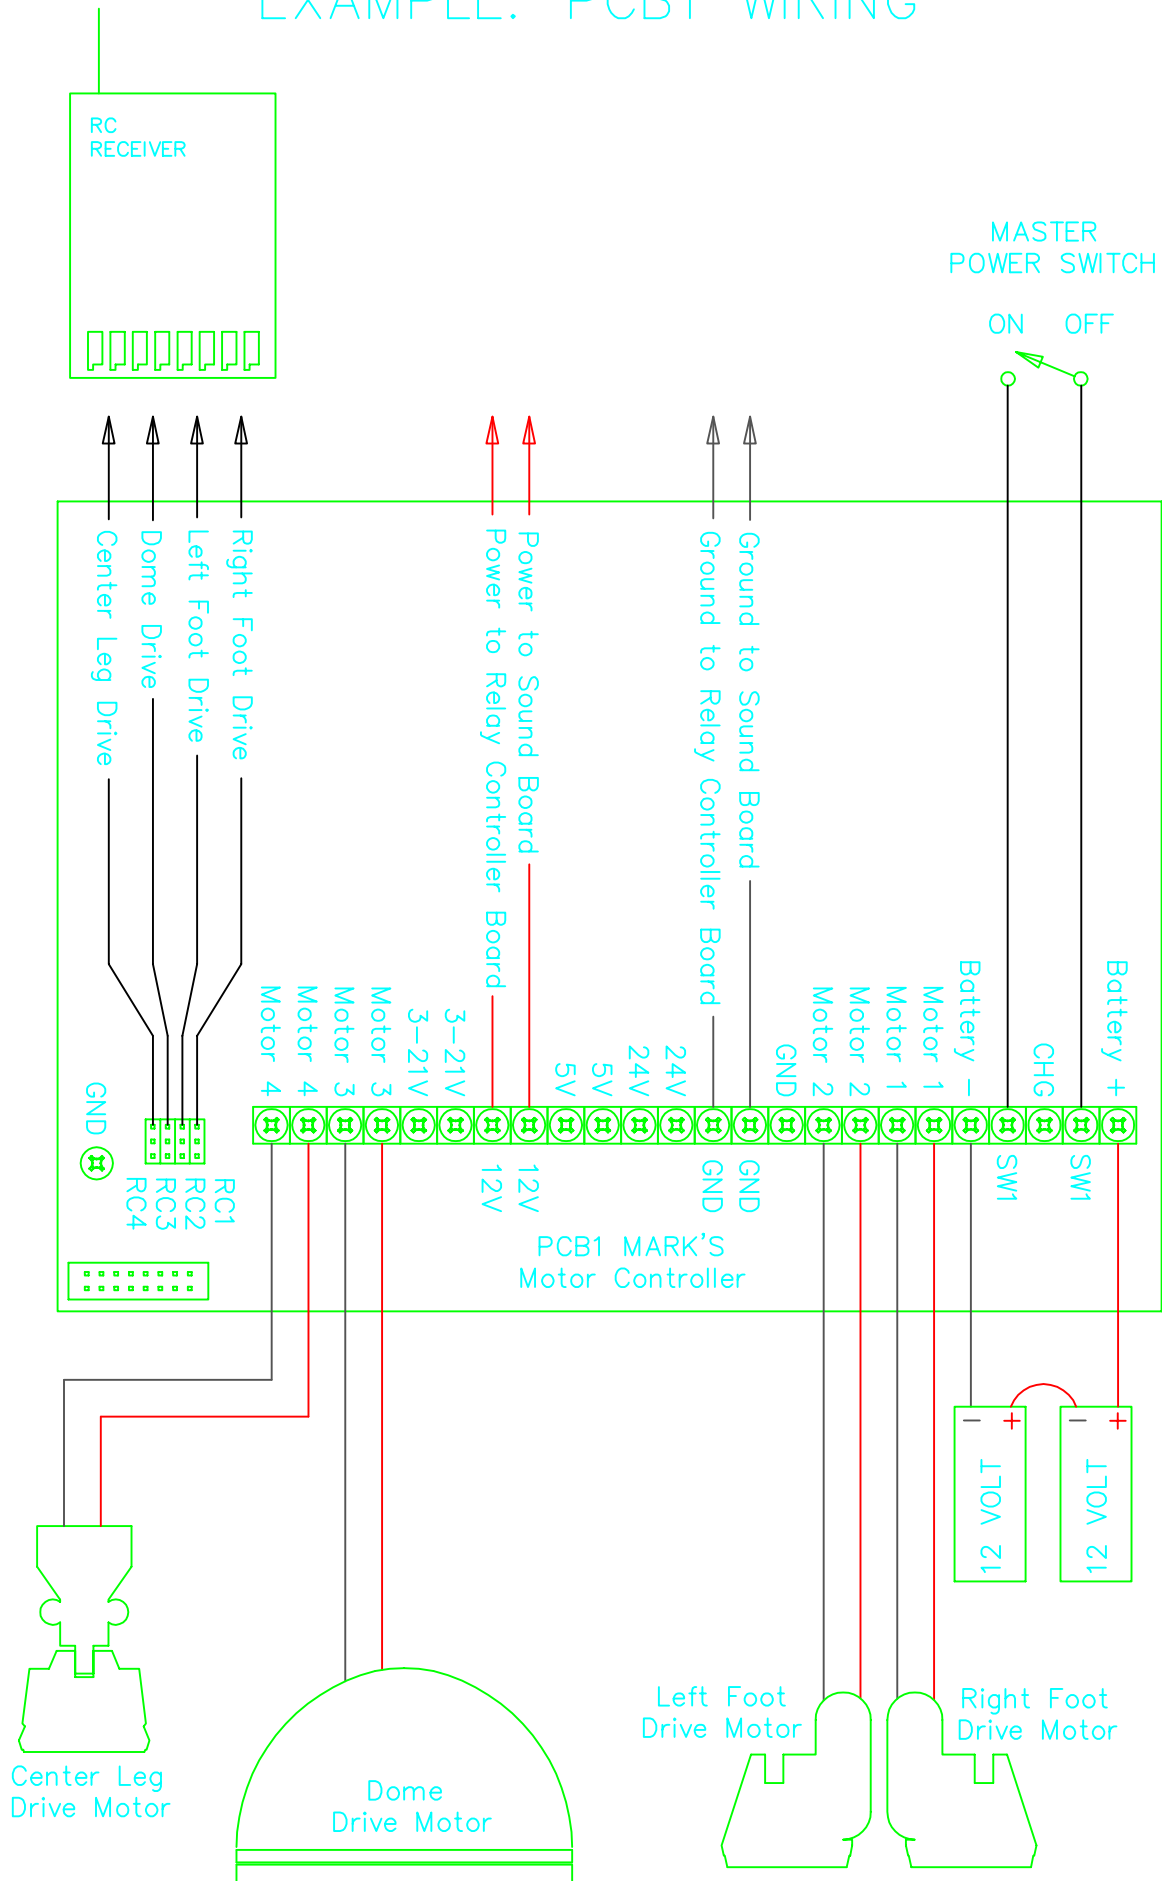 EXAMPLE: PCB1 WIRING
RC
RECEIVER
MASTER
POWER SWITCH
ON OFF
Center Leg Drive
Dome Drive
Left Foot Drive
Right Foot Drive
Power to Relay Controller Board
Power to Sound Board
Ground to Relay Controller Board
Ground to Sound Board
GND
Motor 4
Motor 4
Motor 3
Motor 3
3-21V
3-21V
5V
5V
24V
24V
GND
Motor 2
Motor 2
Motor 1
Motor 1
Battery -
CHG
Battery +
RC4
RC3
RC2
RC1
12V
12V
GND
GND
SW1
SW1
PCB1 MARK'S
Motor Controller
- +
- +
12 VOLT
12 VOLT
Left Foot
Drive Motor
Right Foot
Drive Motor
Center Leg
Drive Motor
Dome
Drive Motor